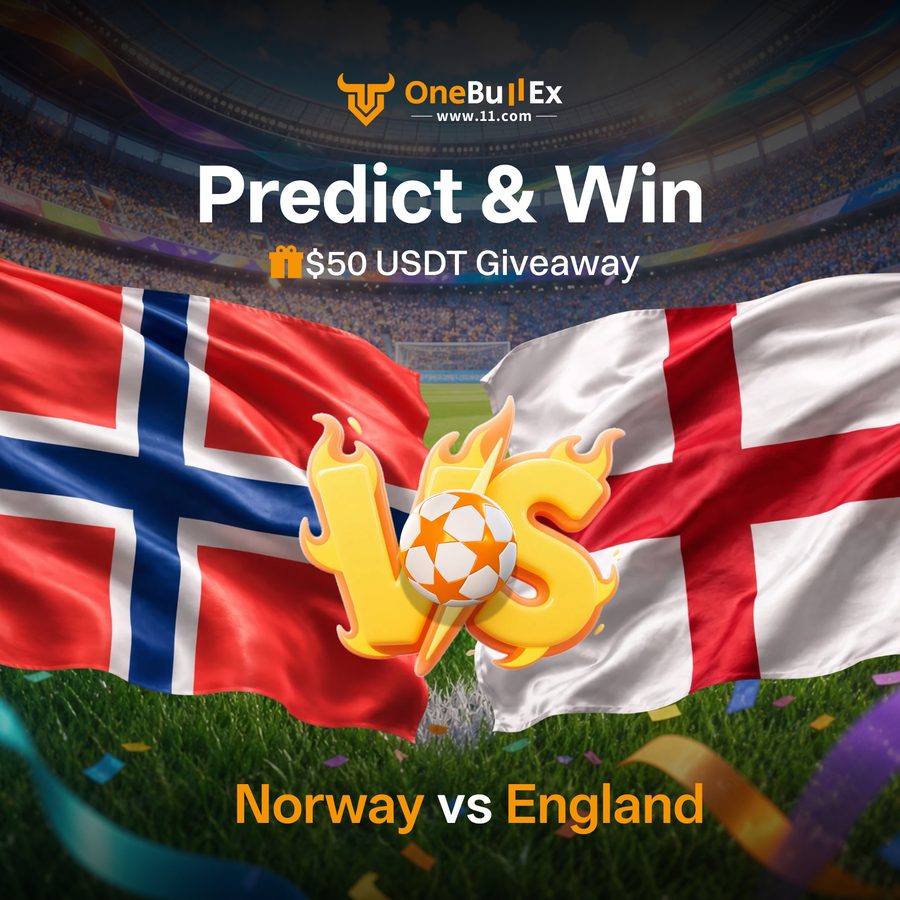 OneBullEx
www.11.com
Predict & Win
$50 USDT Giveaway
VS
Norway vs England